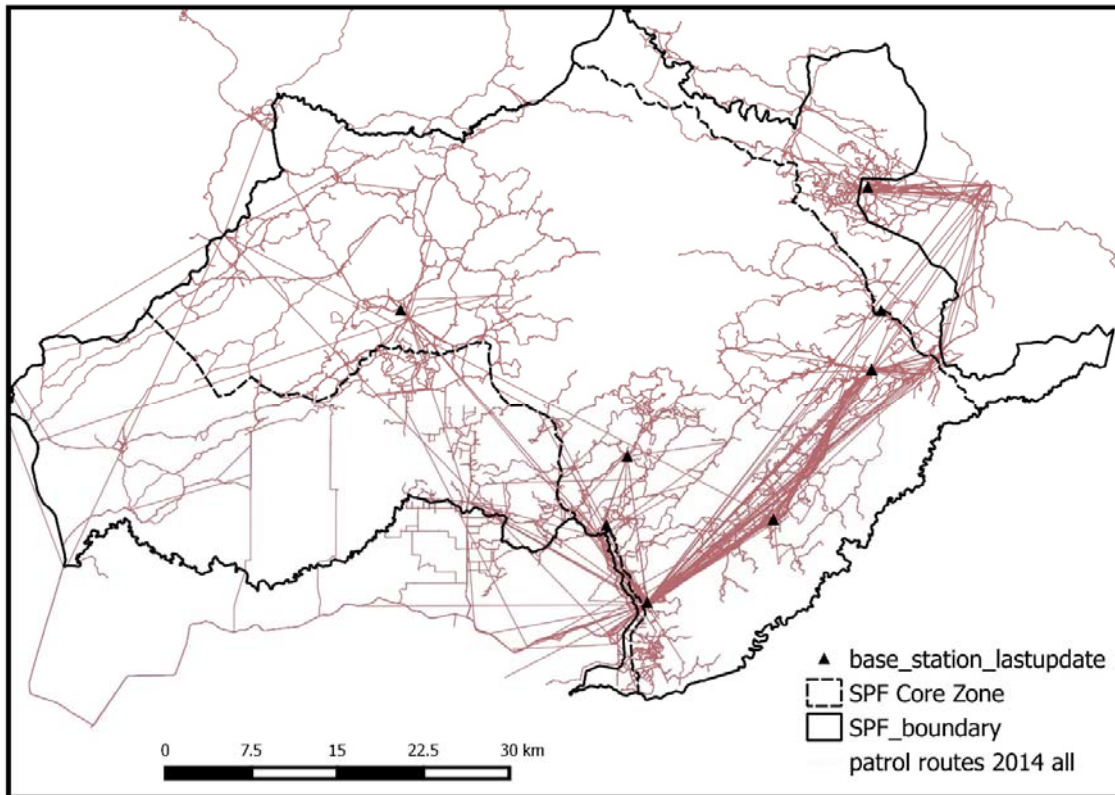 base_station_lastupdate
SPF Core Zone
SPF_boundary
patrol routes 2014 all
0 7.5 15 22.5 30 km